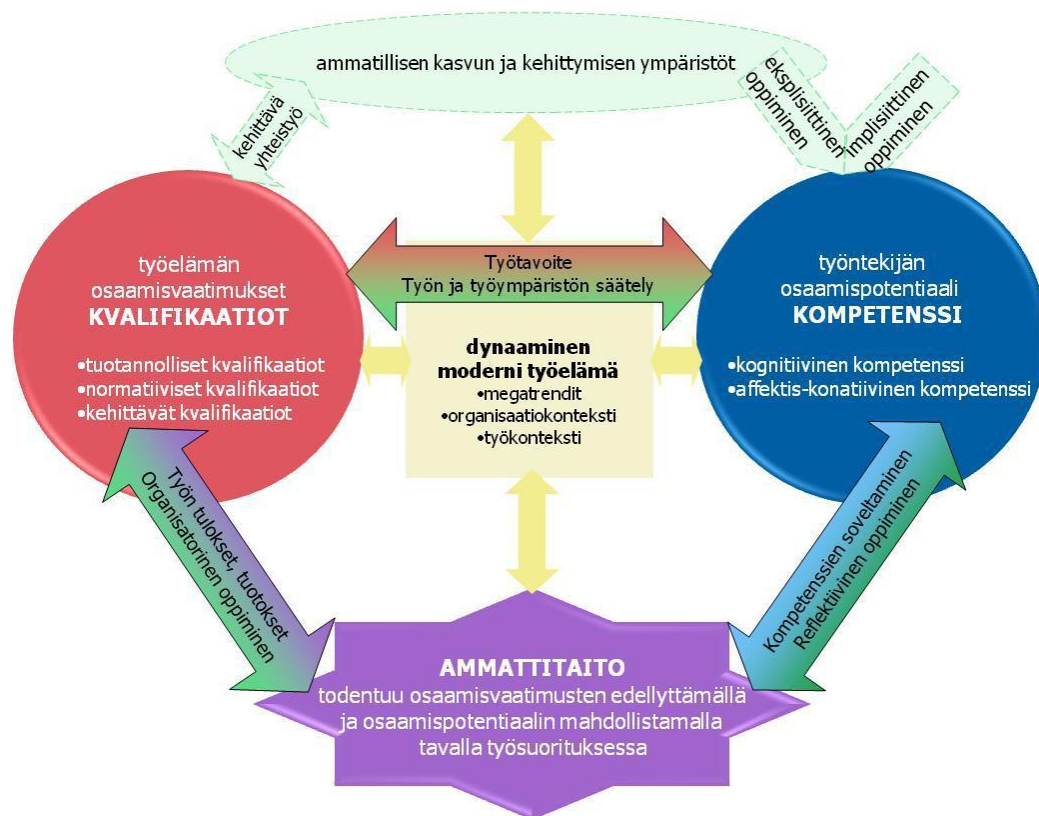 ammatillisen kasvun ja kehittymisen ympäristöt
kehittävä
yhteistyö
eksplisiittinen
oppiminen
implisiittinen
oppiminen
työelämän
osaamisvaatimukset
KVALIFIKAATIOT
•tuotannolliset kvalifikaatiot
•normatiiviset kvalifikaatiot
•kehittävät kvalifikaatiot
Työtavoite
Työn ja työympäristön säätely
dynaaminen
moderni työelämä
•megatrendit
•organisaatiokonteksti
•työkonteksti
työntekijän
osaamispotentiaali
KOMPETENSSI
•kognitiivinen kompetenssi
•affektis-konatiivinen kompetenssi
Työn tulokset, tuotokset
Organisatorinen oppiminen
Kompetenssien soveltaminen
Reflektiivinen oppiminen
AMMATTITAITO
todentuu osaamisvaatimusten edellyttämällä
ja osaamispotentiaalin mahdollistamalla
tavalla työsuorituksessa